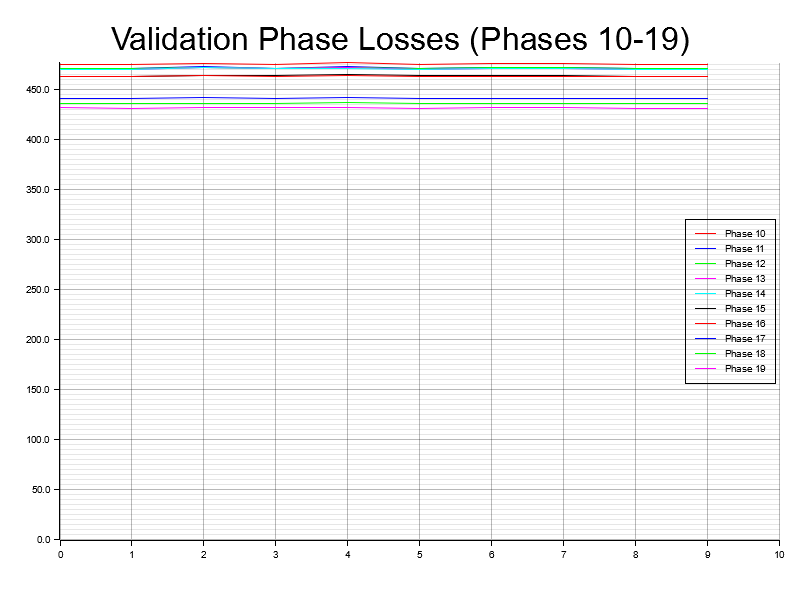 Validation Phase Losses (Phases 10-19)
450.0
400.0
350.0
300.0
250.0
200.0
150.0
100.0
50.0
0.0
0 1 2 3 4 5 6 7 8 9 10
Phase 10
Phase 11
Phase 12
Phase 13
Phase 14
Phase 15
Phase 16
Phase 17
Phase 18
Phase 19